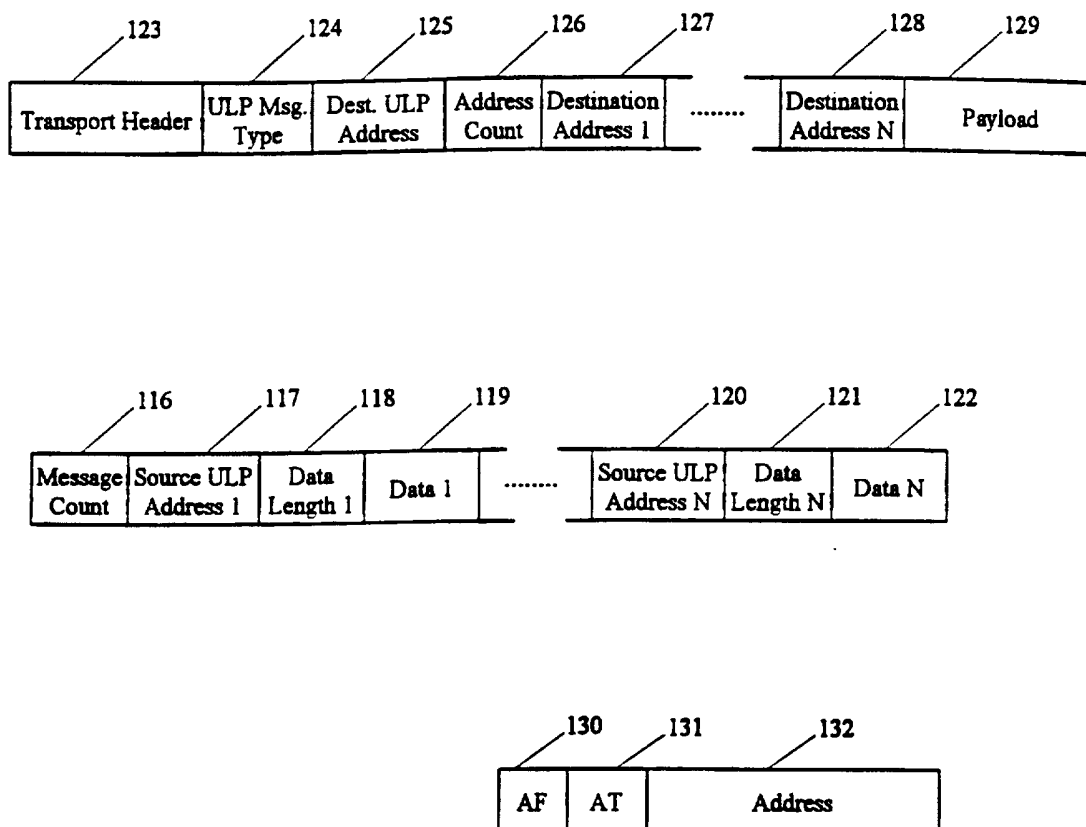 123 124 125 126 127 128 129
Transport Header ULP Msg. Type Dest. ULP Address Address Count Destination Address 1 ......... Destination Address N Payload
116 117 118 119 120 121 122
Message Count Source ULP Address 1 Data Length 1 Data 1 ........ Source ULP Address N Data Length N Data N
130 131 132
AF AT Address